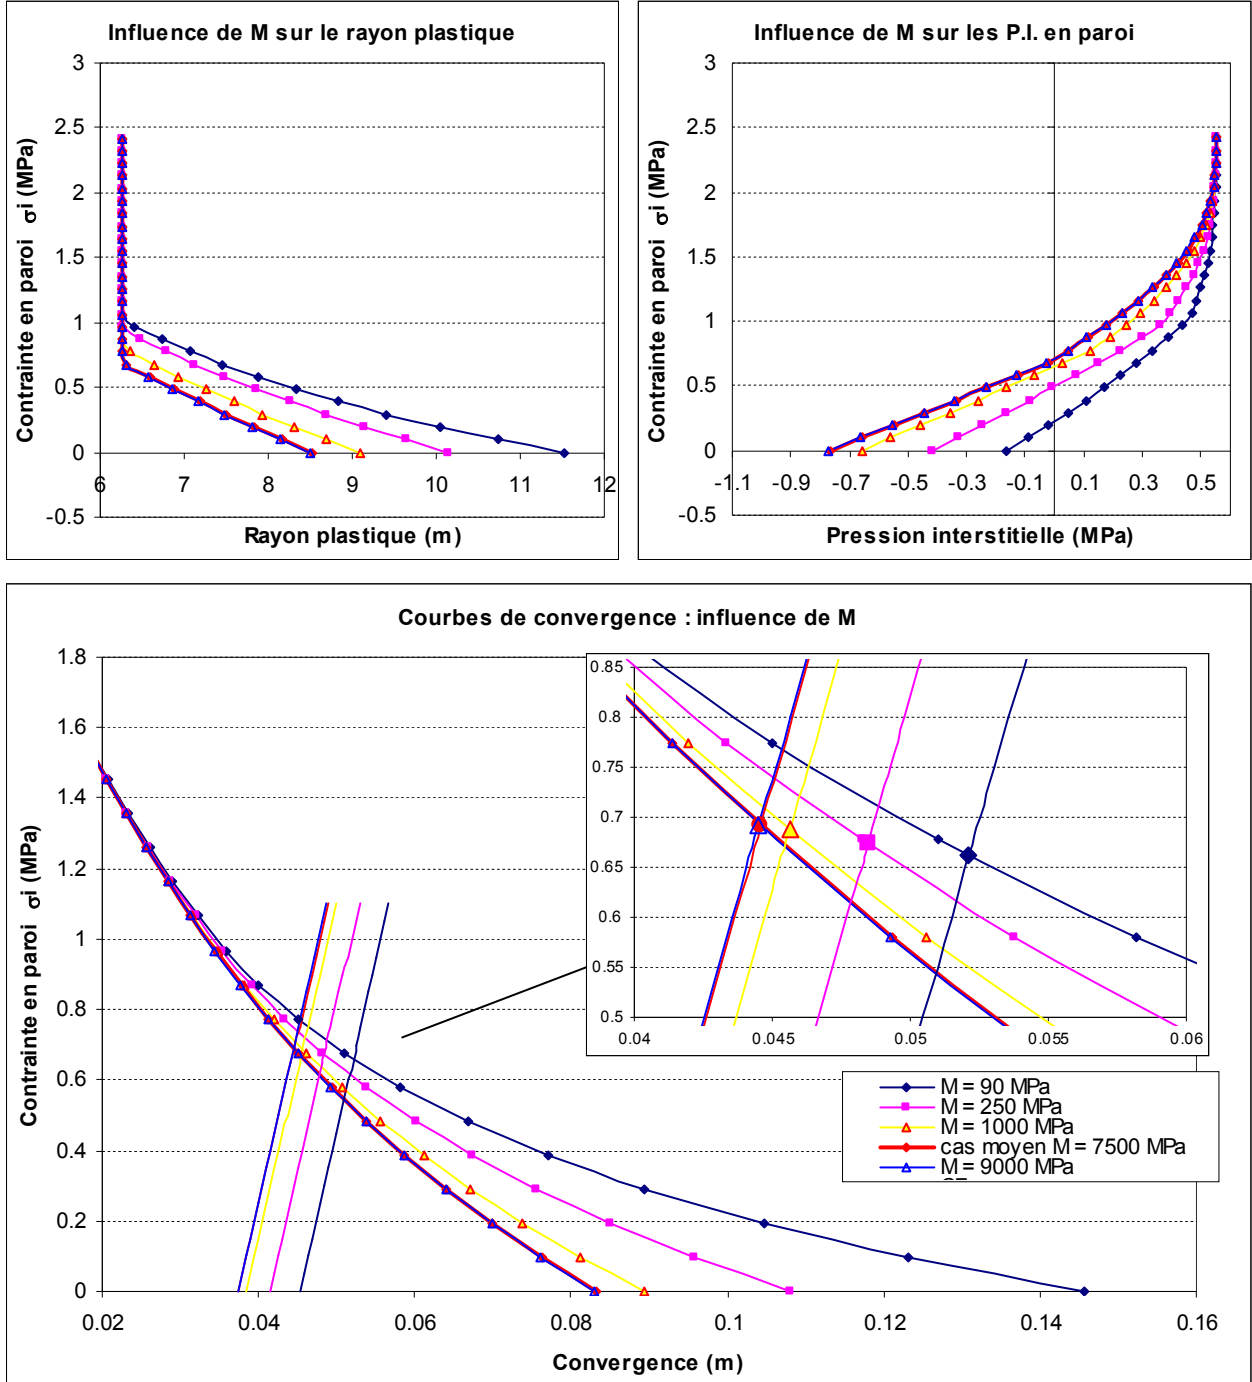 Influence de M sur le rayon plastique
3
2.5
2
1.5
1
0.5
0
-0.5
6 7 8 9 10 11 12
Contrainte en paroi σi (MPa)
Rayon plastique (m)
Influence de M sur les P.I. en paroi
3
2.5
2
1.5
1
0.5
0
-0.5
-1.1 -0.9 -0.7 -0.5 -0.3 -0.1 0.1 0.3 0.5
Contrainte en paroi σi (MPa)
Pression interstitielle (MPa)
Courbes de convergence : influence de M
1.8
1.6
1.4
1.2
1
0.8
0.6
0.4
0.2
0
0.02 0.04 0.06 0.08 0.1 0.12 0.14 0.16
Contrainte en paroi σi (MPa)
Convergence (m)
0.85
0.8
0.75
0.7
0.65
0.6
0.55
0.5
0.04 0.045 0.05 0.055 0.06
M = 90 MPa
M = 250 MPa
M = 1000 MPa
cas moyen M = 7500 MPa
M = 9000 MPa